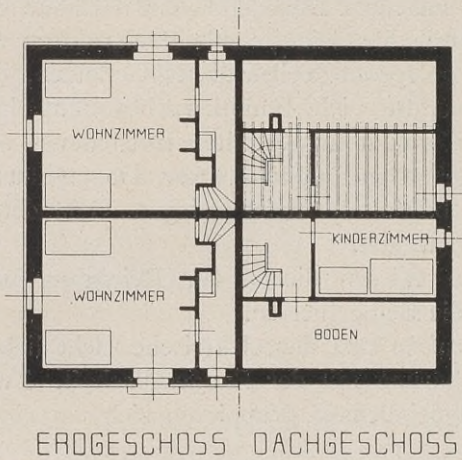 WOHNZIMMER
KINDERZIMMER
WOHNZIMMER
BODEN
ERDGESCHOSS DACHGESCHOSS